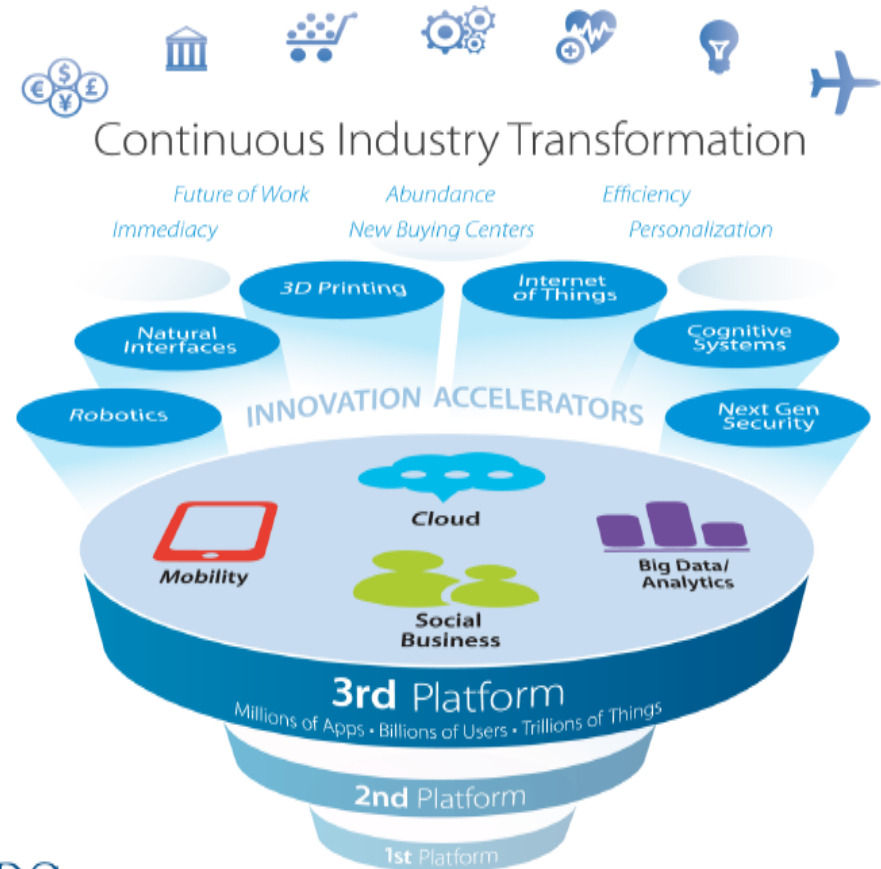 € $ £ ¥
Continuous Industry Transformation
Future of Work Abundance Efficiency
Immediacy New Buying Centers Personalization
3D Printing
Internet
of Things
Natural
Interfaces
Cognitive
Systems
Robotics
INNOVATION ACCELERATORS
Next Gen
Security
Cloud
Mobility
Big Data/
Analytics
Social
Business
3rd Platform
Millions of Apps • Billions of Users • Trillions of Things
2nd Platform
1st Platform